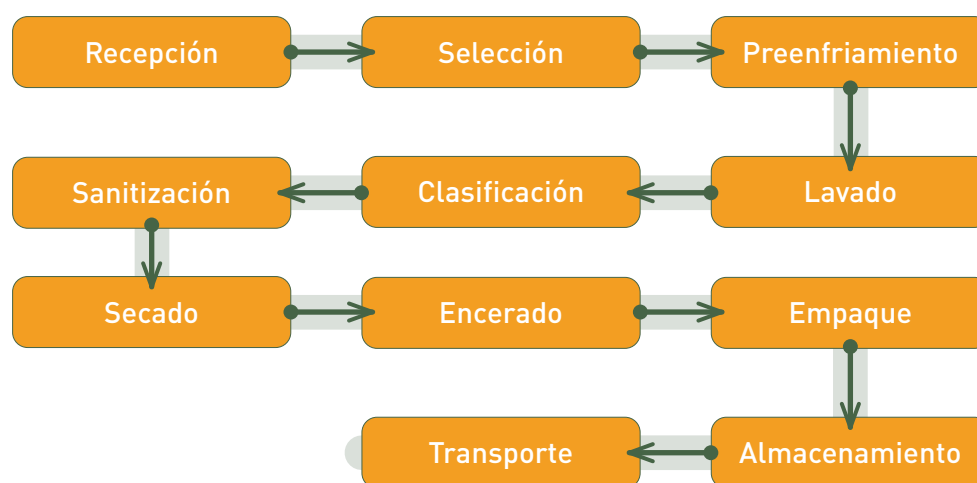 Recepción
Selección
Preenfriamiento
Lavado
Clasificación
Sanitización
Secado
Encerado
Empaque
Almacenamiento
Transporte